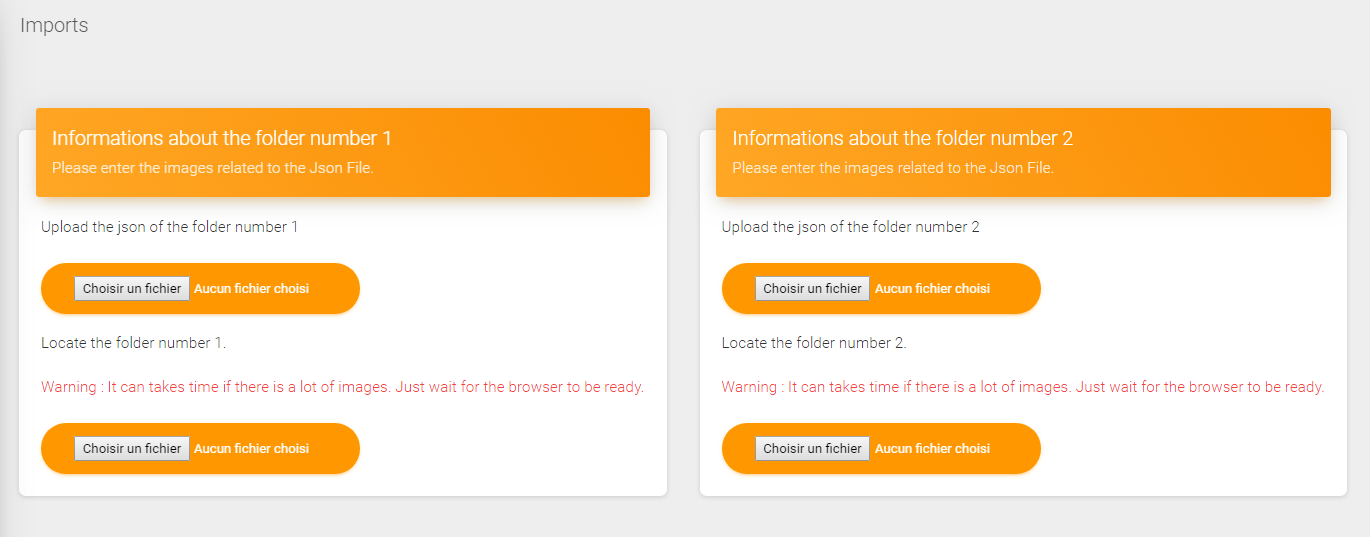 Imports
Informations about the folder number 1
Please enter the images related to the Json File.
Upload the json of the folder number 1
Choisir un fichier Aucun fichier choisi
Locate the folder number 1.
Warning : It can takes time if there is a lot of images. Just wait for the browser to be ready.
Choisir un fichier Aucun fichier choisi
Informations about the folder number 2
Please enter the images related to the Json File.
Upload the json of the folder number 2
Choisir un fichier Aucun fichier choisi
Locate the folder number 2.
Warning : It can takes time if there is a lot of images. Just wait for the browser to be ready.
Choisir un fichier Aucun fichier choisi